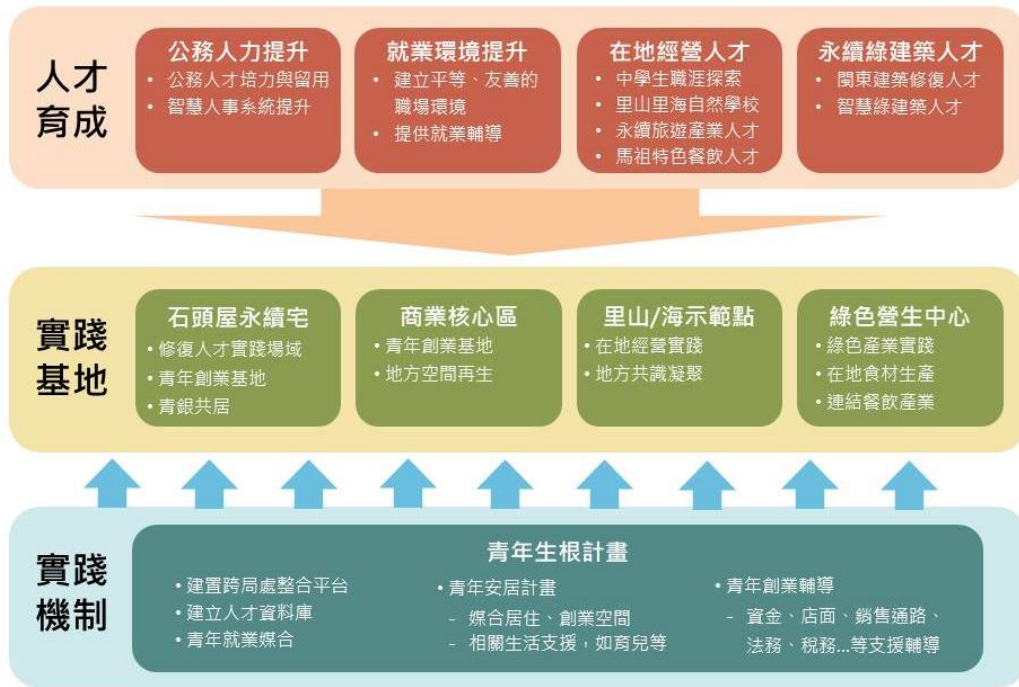 人才
育成
公務人力提升
• 公務人才培力與留用
• 智慧人事系統提升
就業環境提升
• 建立平等、友善的
職場環境
• 提供就業輔導
在地經營人才
• 中學生職涯探索
• 里山里海自然學校
• 永續旅遊產業人才
• 馬祖特色餐飲人才
永續綠建築人才
• 閩東建築修復人才
• 智慧綠建築人才
實踐
基地
石頭屋永續宅
• 修復人才實踐場域
• 青年創業基地
• 青銀共居
商業核心區
• 青年創業基地
• 地方空間再生
里山/海示範點
• 在地經營實踐
• 地方共識凝聚
綠色營生中心
• 綠色產業實踐
• 在地食材生產
• 連結餐飲產業
實踐
機制
青年生根計畫
• 建置跨局處整合平台
• 建立人才資料庫
• 青年就業媒合
• 青年安居計畫
- 媒合居住、創業空間
- 相關生活支援，如育兒等
• 青年創業輔導
- 資金、店面、銷售通路、
法務、稅務...等支援輔導